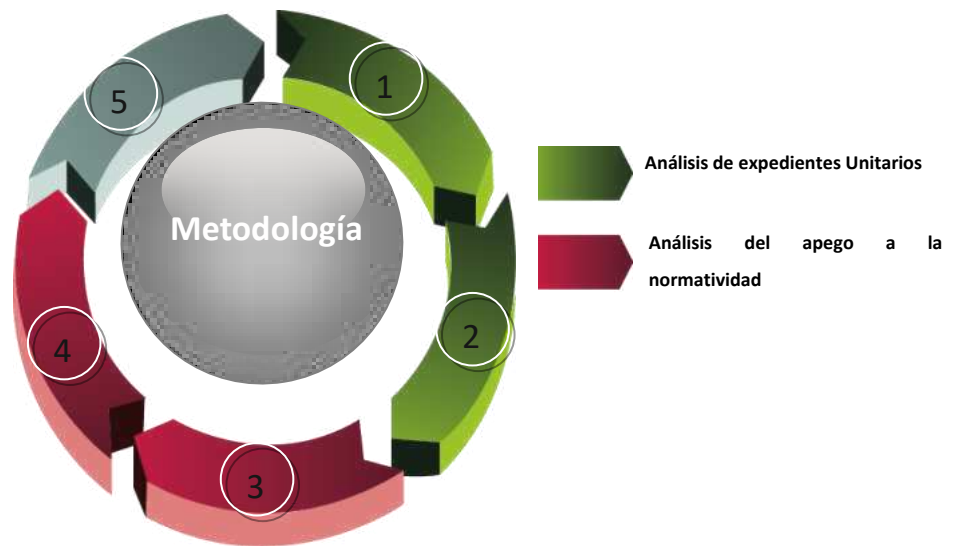 5
1
Metodología
Análisis de expedientes Unitarios
Análisis del apego a la
normatividad
2
4
3